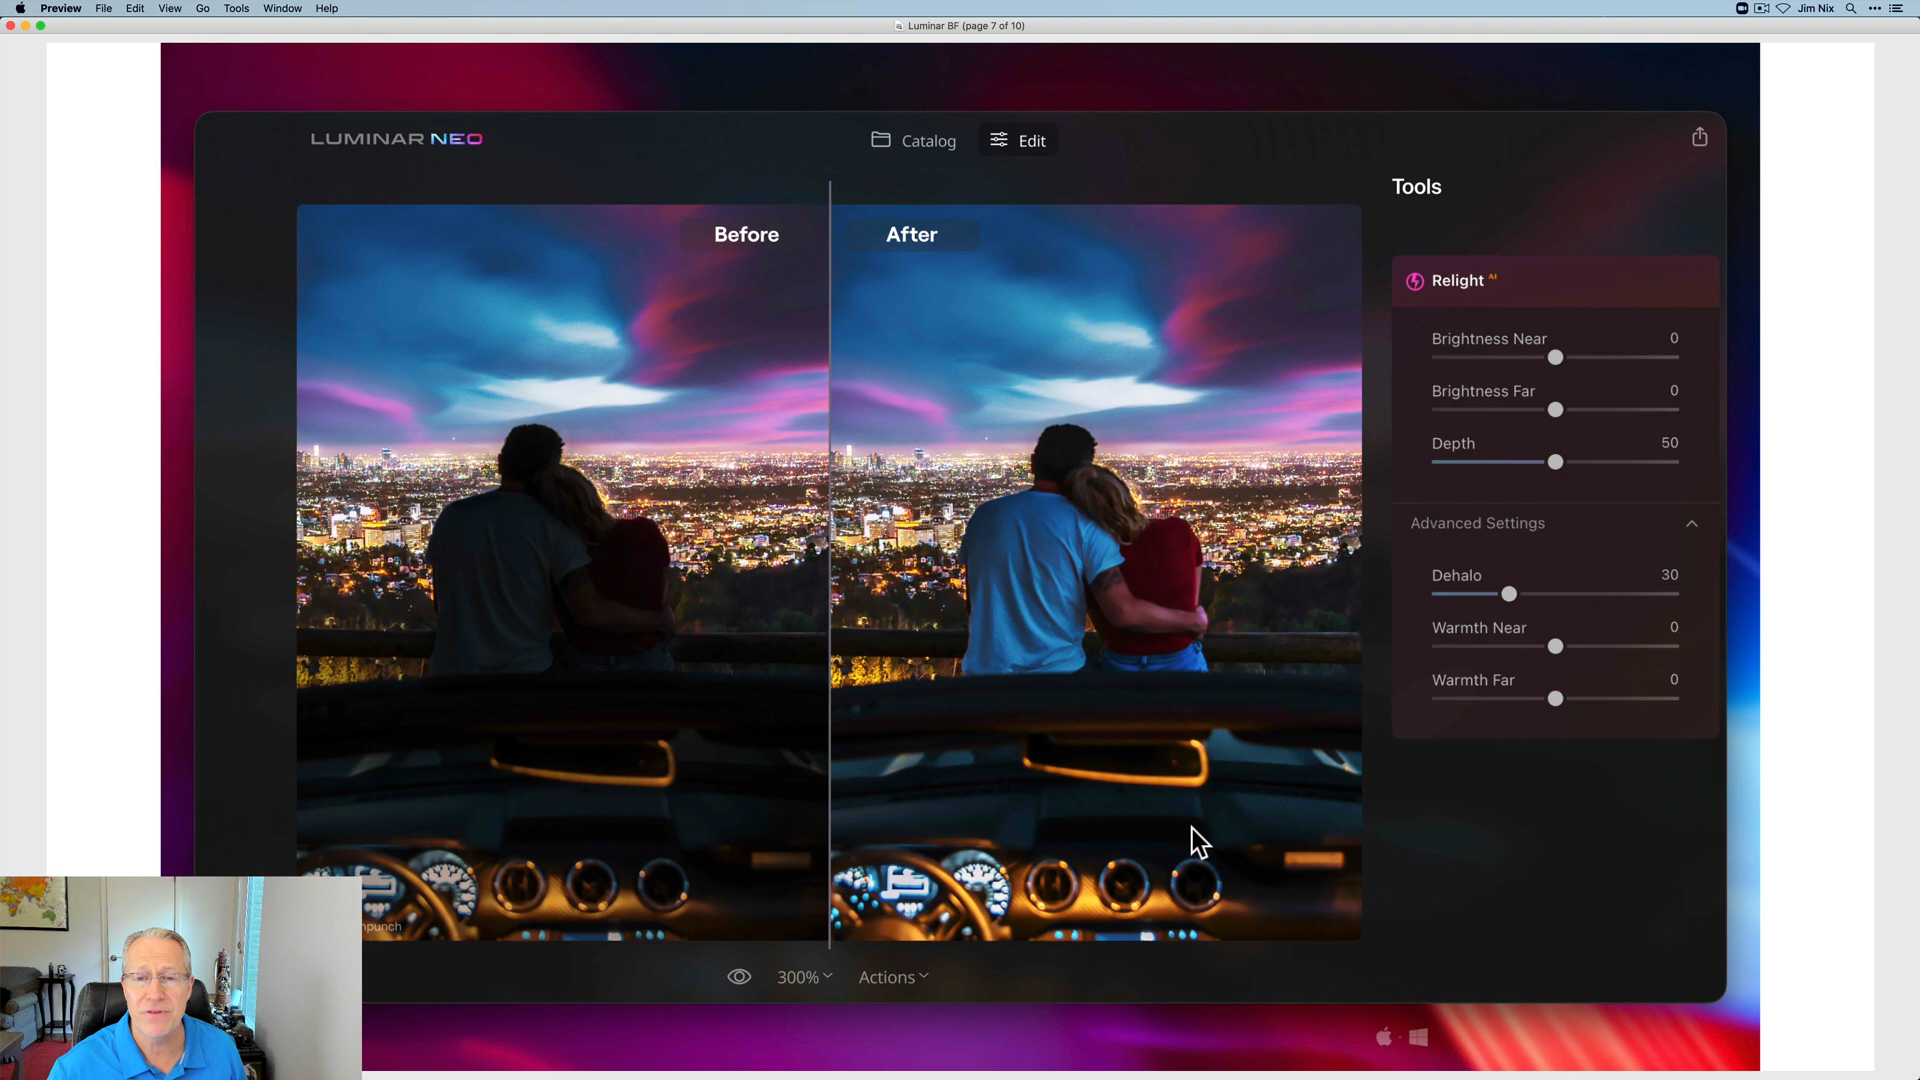 Preview File Edit View Go Tools Window Help
Jim Nix
Luminar BF (page 7 of 10)
LUMINAR NEO
Catalog
Edit
Tools
Before
After
Relight AI
Brightness Near 0
Brightness Far 0
Depth 50
Advanced Settings
Dehalo 30
Warmth Near 0
Warmth Far 0
300%
Actions